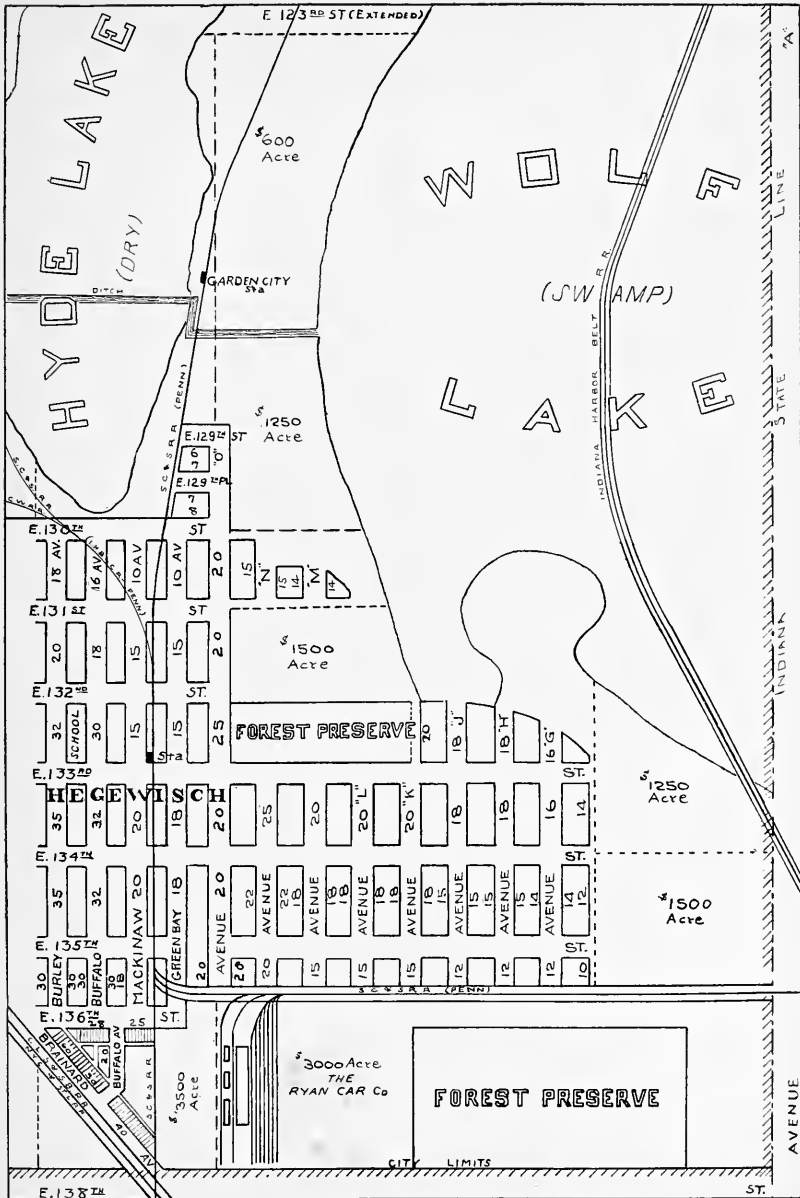 E 123RD ST (EXTENDED)
"A"
HYDE LAKE
(DRY)
$600
Acre
WOLF
LAKE
(SWAMP)
INDIANA HARBOR BELT R R.
INDIANA STATE LINE
GARDEN CITY
Sta
DITCH
S C & S R R (PENN)
$1250
Acre
E.129TH ST
6
7
"O"
E.129TH PL
7
8
S.C.& S.R.R.
E.130TH ST
18 AV.
16 AV
10 AV
10 AV
20
15
"N"
15
14
"M"
14
E.131ST ST
20
18
15
15
20
$1500
Acre
E.132ND ST.
32
SCHOOL
30
15
15
25
FOREST PRESERVE
20
18 "J"
18 "H"
16 "G"
Sta
E.133RD ST.
HEGEWISCH
35
32
20
18
20
25
20
20 "L"
20 "K"
18
18
16
14
$1250
Acre
E.134TH ST.
35
32
MACKINAW 20
GREEN BAY 18
AVENUE 20
22
AVENUE
22
18
AVENUE
18
18
AVENUE
18
18
AVENUE
18
15
AVENUE
15
15
AVENUE
15
14
AVENUE
14
12
$1500
Acre
E. 135TH ST.
30
BURLEY
30
30
BUFFALO
30
18
20
20
20
15
15
15
12
12
12
10
S C & S R R (PENN)
E.136TH ST.
28
25
BRAINARD AV
60
30
20
BUFFALO AV
40
S C & S R R
$3500
Acre
$3000 Acre
THE
RYAN CAR Co
FOREST PRESERVE
AVENUE
CITY LIMITS
E.138TH ST.